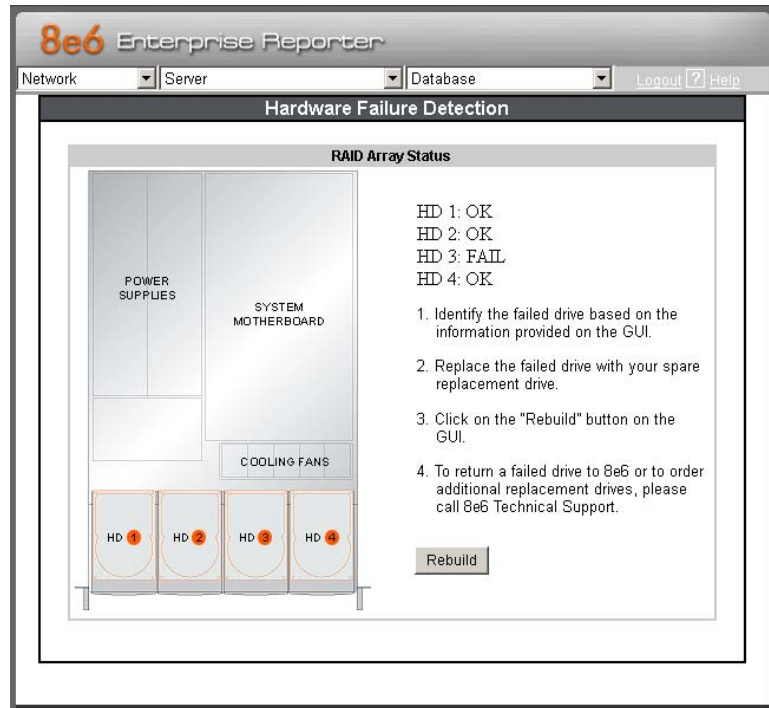 8e6 Enterprise Reporter
Network Server Database Logout ? Help
Hardware Failure Detection
RAID Array Status
HD 1: OK
HD 2: OK
HD 3: FAIL
HD 4: OK
POWER
SUPPLIES
SYSTEM
MOTHERBOARD
COOLING FANS
HD 1 HD 2 HD 3 HD 4
1. Identify the failed drive based on the
information provided on the GUI.
2. Replace the failed drive with your spare
replacement drive.
3. Click on the "Rebuild" button on the
GUI.
4. To return a failed drive to 8e6 or to order
additional replacement drives, please
call 8e6 Technical Support.
Rebuild